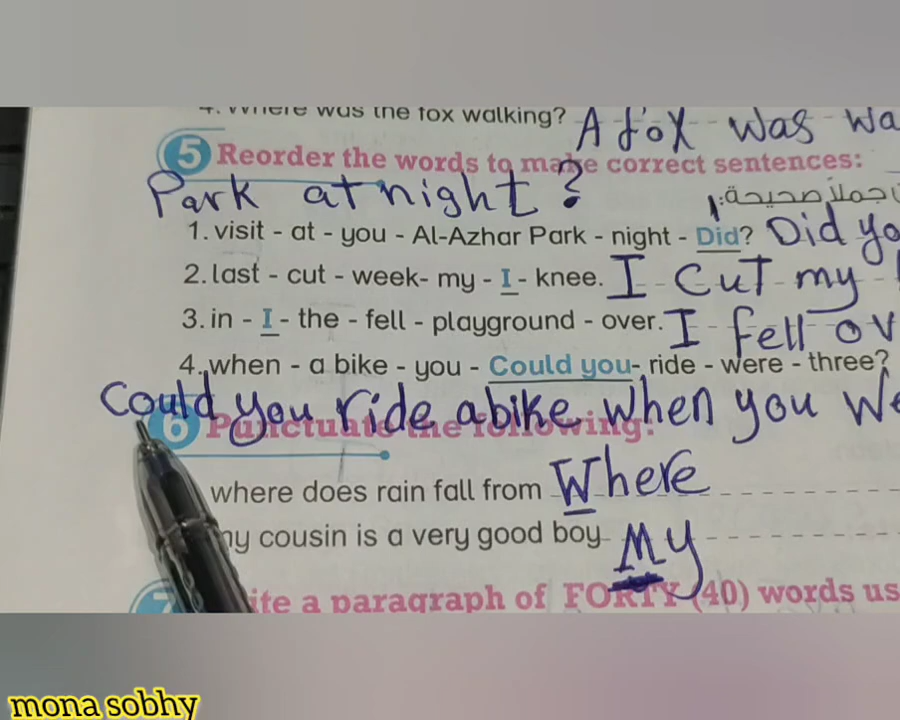 4. Where was the fox walking? A fox was wa
5 Reorder the words to make correct sentences:
جملاً صحيحة:
Park at night?
1. visit - at - you - Al-Azhar Park - night - Did? Did yo
2. last - cut - week- my - I - knee. I cut my
3. in - I - the - fell - playground - over. I fell ov
4. when - a bike - you - Could you- ride - were - three?
Could you ride a bike when you we
6 Punctuate the following:
where does rain fall from Where
my cousin is a very good boy My
7 ite a paragraph of FORTY (40) words us
mona sobhy